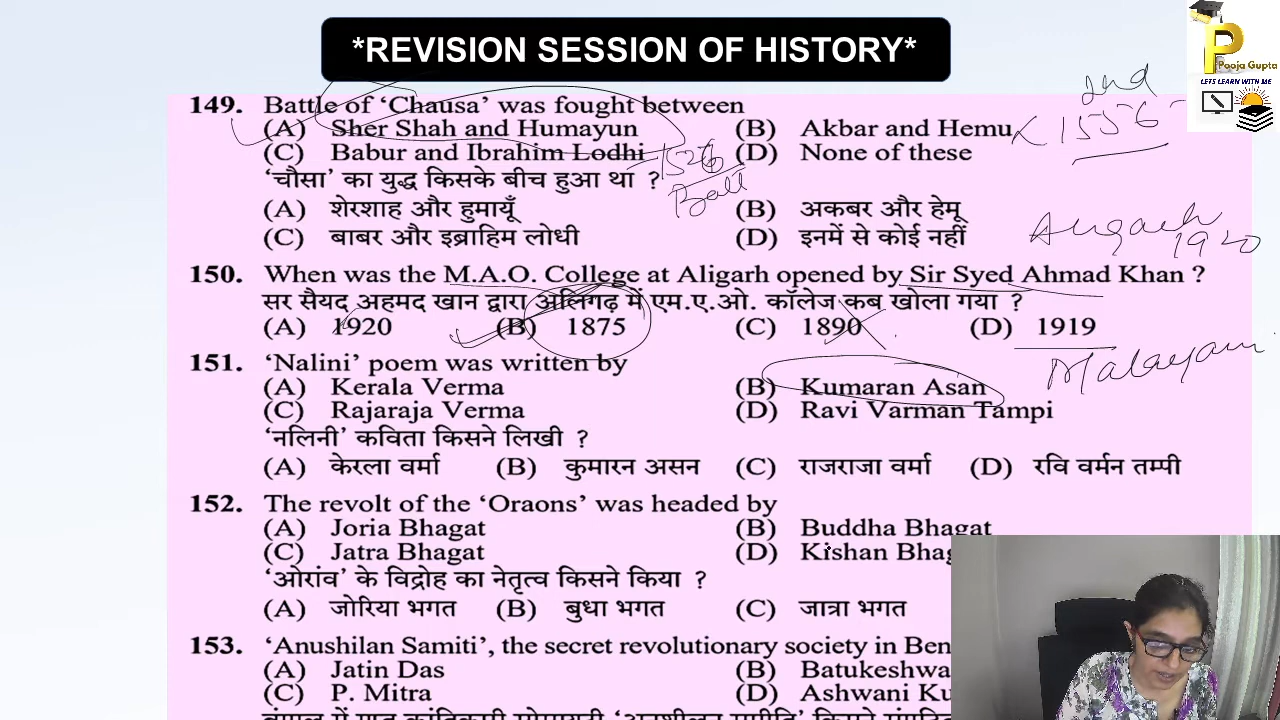 *REVISION SESSION OF HISTORY*
P
Pooja Gupta
LETS LEARN WITH ME
149. Battle of ‘Chausa’ was fought between
(A) Sher Shah and Humayun (B) Akbar and Hemu
(C) Babur and Ibrahim Lodhi (D) None of these
2nd
1556
1526
‘चौसा’ का युद्ध किसके बीच हुआ था ?
(A) शेरशाह और हुमायूँ (B) अकबर और हेमू
(C) बाबर और इब्राहिम लोधी (D) इनमें से कोई नहीं
1920
150. When was the M.A.O. College at Aligarh opened by Sir Syed Ahmad Khan ?
सर सैयद अहमद खान द्वारा अलिगढ़ में एम.ए.ओ. कॉलेज कब खोला गया ?
(A) 1920 (B) 1875 (C) 1890 (D) 1919
151. ‘Nalini’ poem was written by
(A) Kerala Verma (B) Kumaran Asan
Malayam
(C) Rajaraja Verma (D) Ravi Varman Tampi
‘नलिनी’ कविता किसने लिखी ?
(A) केरला वर्मा (B) कुमारन असन (C) राजराजा वर्मा (D) रवि वर्मन तम्पी
152. The revolt of the ‘Oraons’ was headed by
(A) Joria Bhagat (B) Buddha Bhagat
(C) Jatra Bhagat (D) Kishan Bhag
‘ओरांव’ के विद्रोह का नेतृत्व किसने किया ?
(A) जोरिया भगत (B) बुधा भगत (C) जात्रा भगत
153. ‘Anushilan Samiti’, the secret revolutionary society in Ben
(A) Jatin Das (B) Batukeshwa
(C) P. Mitra (D) Ashwani Ku